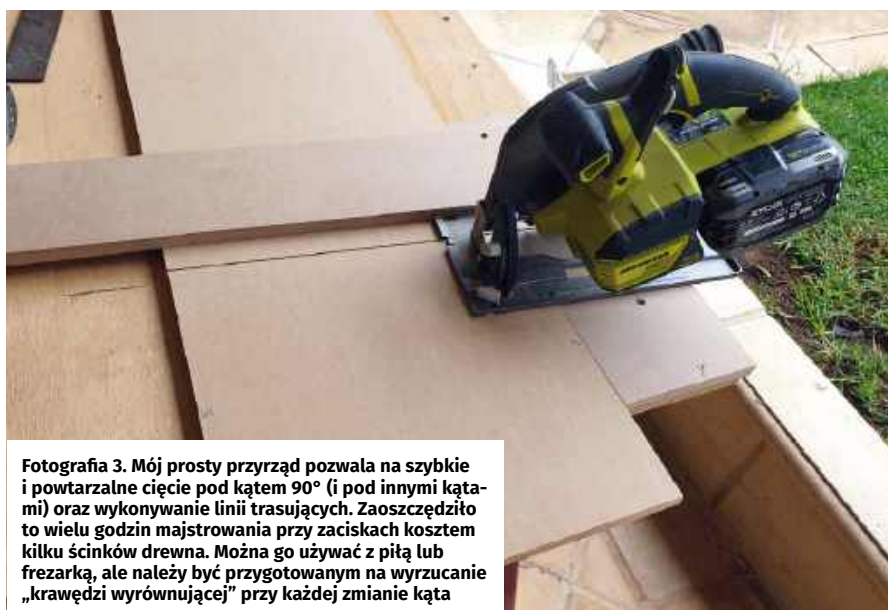 RYOBI
Fotografia 3. Mój prosty przyrząd pozwala na szybkie
i powtarzalne cięcie pod kątem 90° (i pod innymi kąta-
mi) oraz wykonywanie linii trasujących. Zaoszczędziło
to wielu godzin majstrowania przy zaciskach kosztem
kilku ścinków drewna. Można go używać z piłą lub
frezarką, ale należy być przygotowanym na wyrzucanie
„krawędzi wyrównującej” przy każdej zmianie kąta